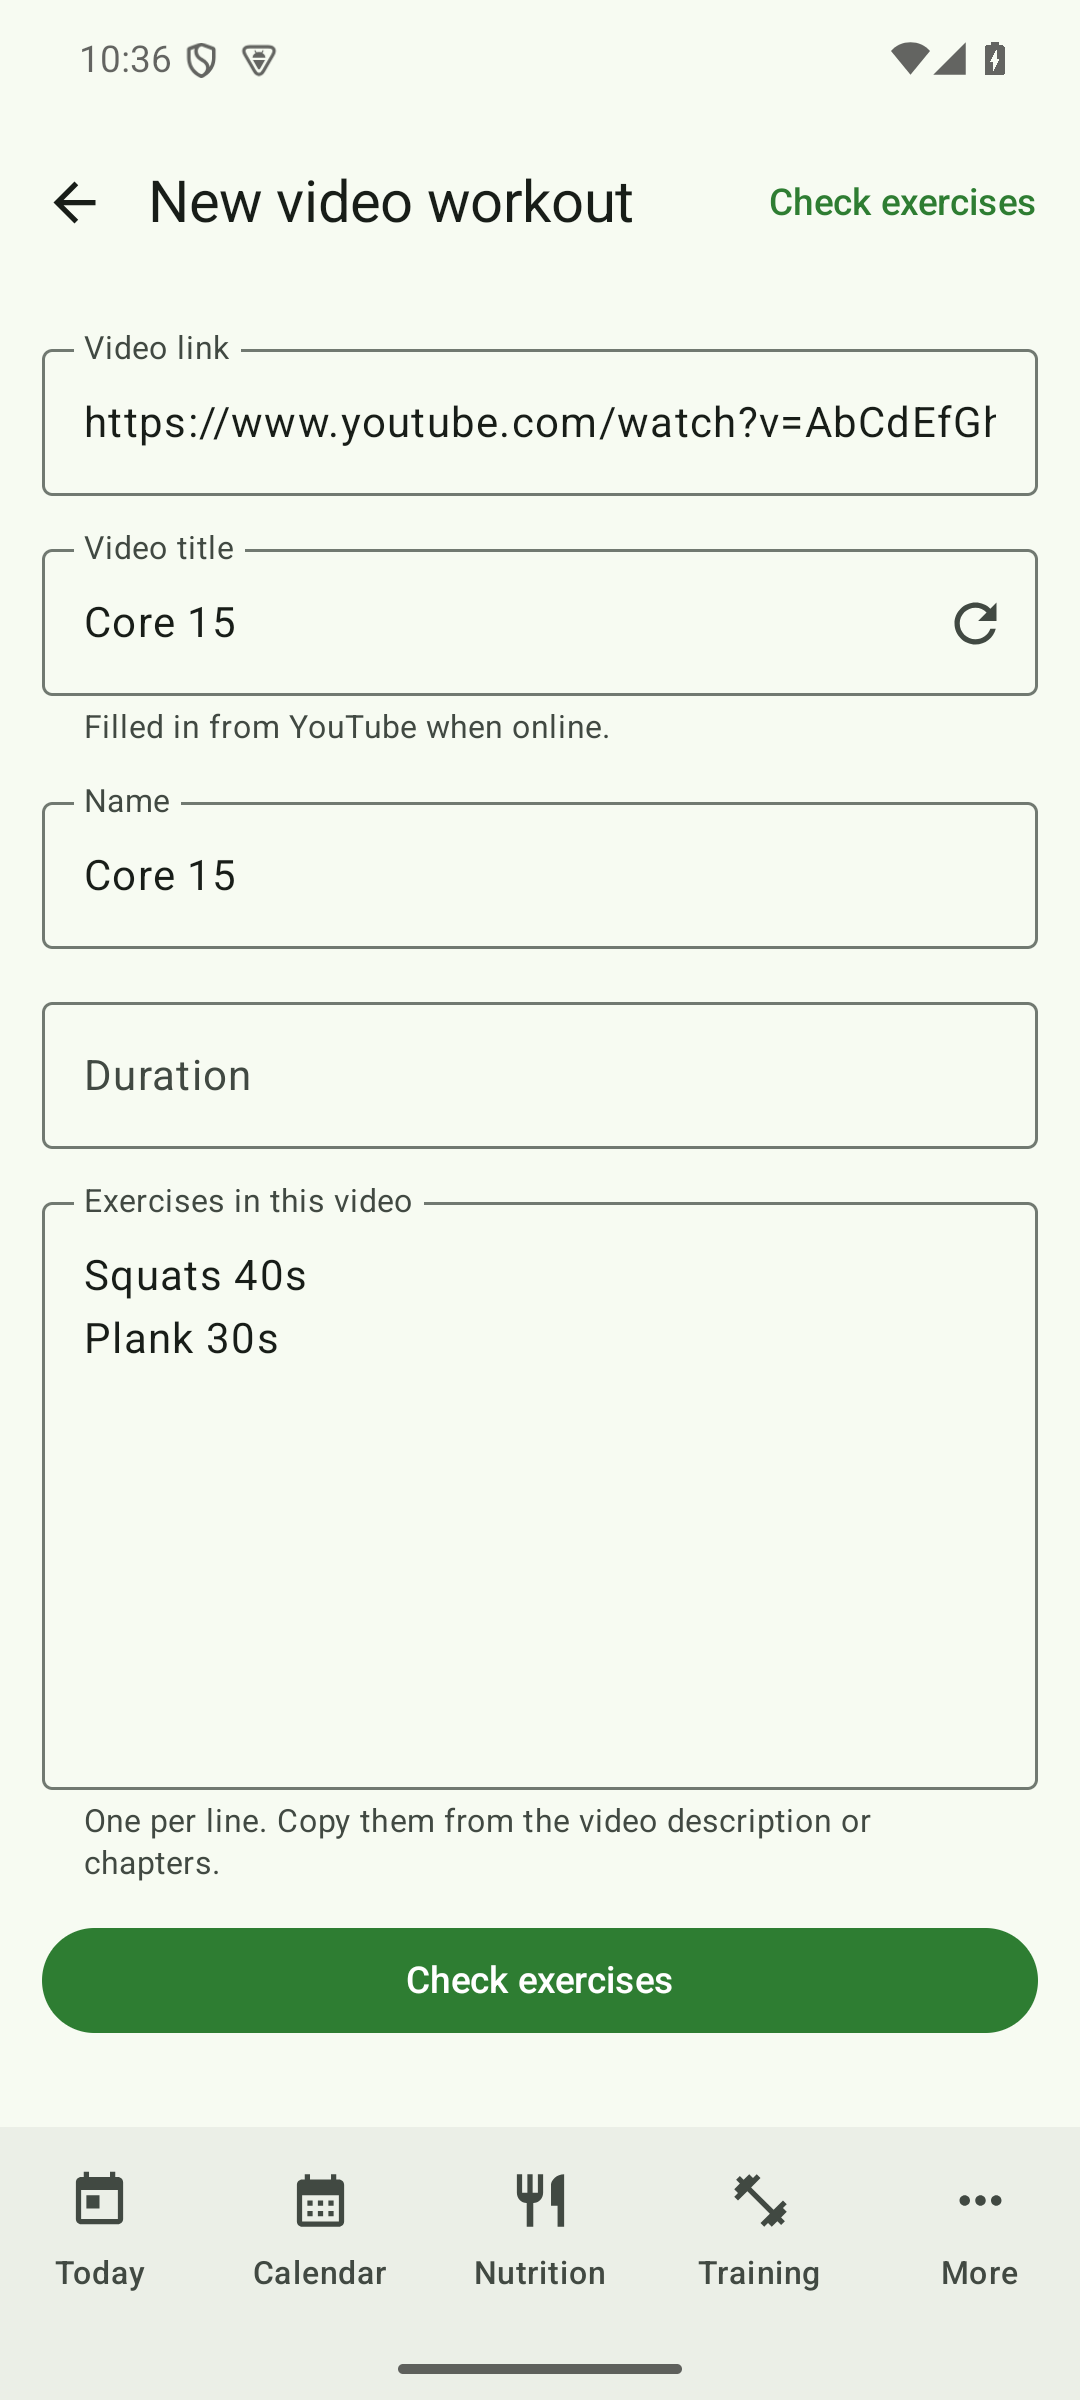 10:36
New video workout
Check exercises
Video link
https://www.youtube.com/watch?v=AbCdEfGh
Video title
Core 15
Filled in from YouTube when online.
Name
Core 15
Duration
Exercises in this video
Squats 40s
Plank 30s
One per line. Copy them from the video description or
chapters.
Check exercises
Today
Calendar
Nutrition
Training
More